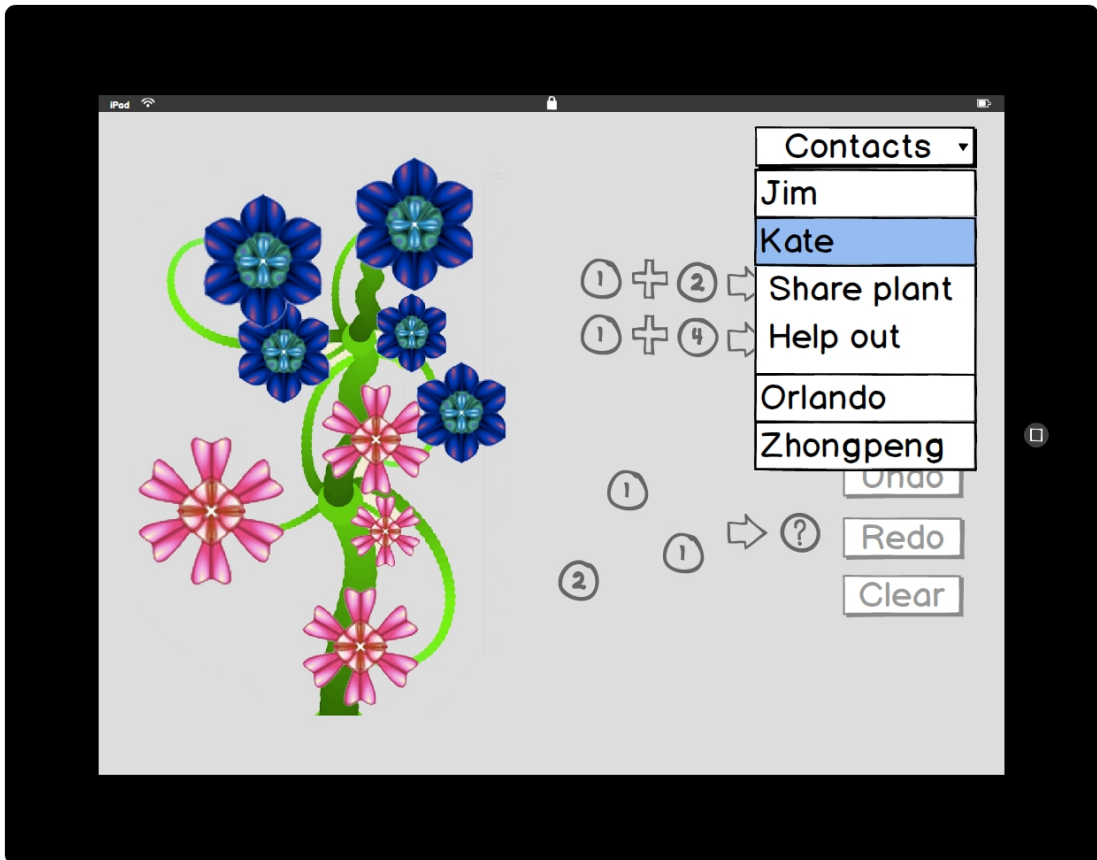 iPad
Contacts
Jim
Kate
Share plant
Help out
Orlando
Zhongpeng
1 + 2
1 + 4
1
1
2
?
Undo
Redo
Clear